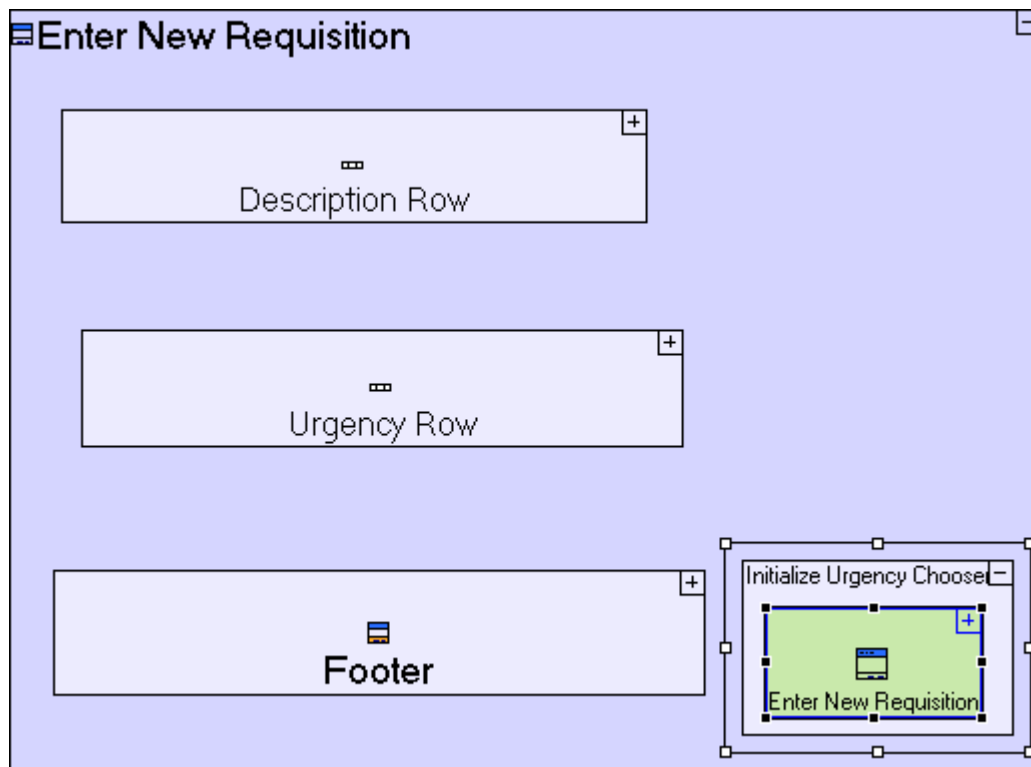 Enter New Requisition
Description Row
Urgency Row
Footer
Initialize Urgency Chooser
Enter New Requisition